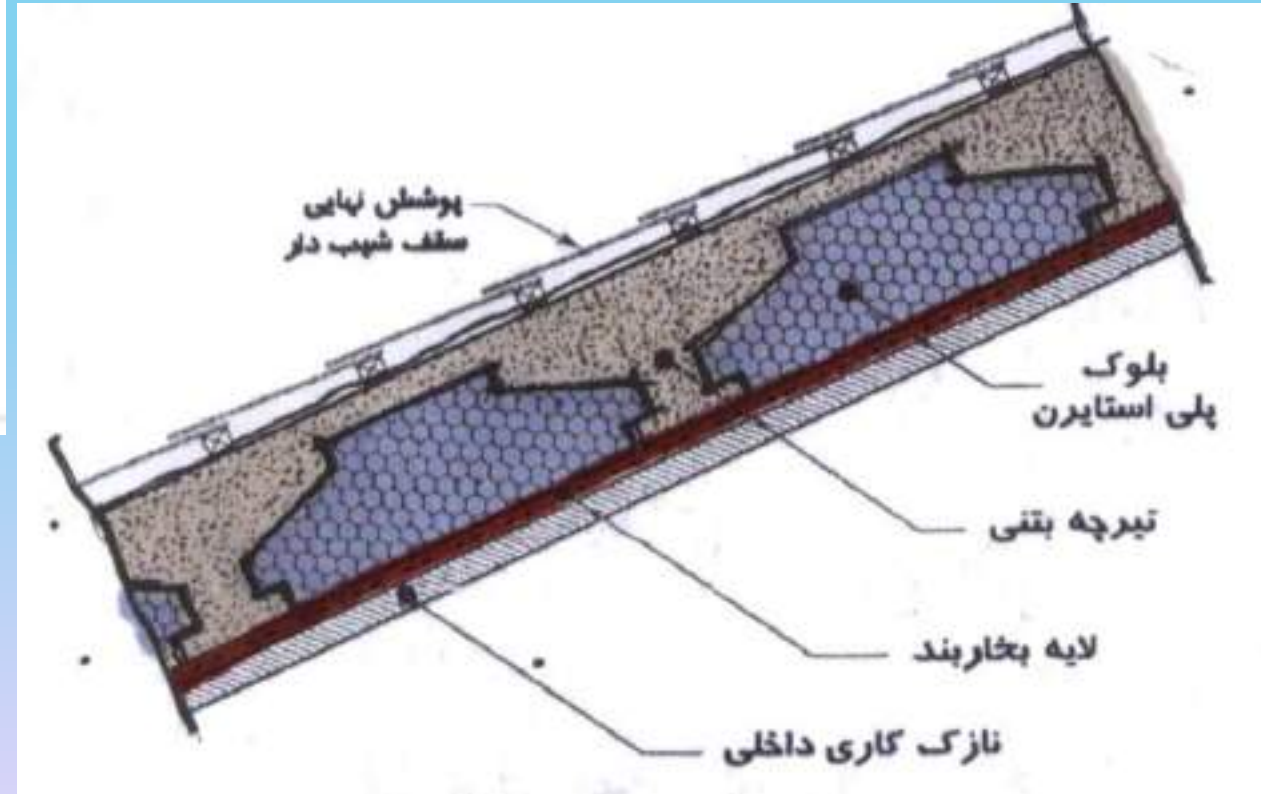 پوشش نهایی
سقف شیب دار
بلوک
پلی استایرن
تیرچه بتنی
لایه بخاربند
نازک کاری داخلی